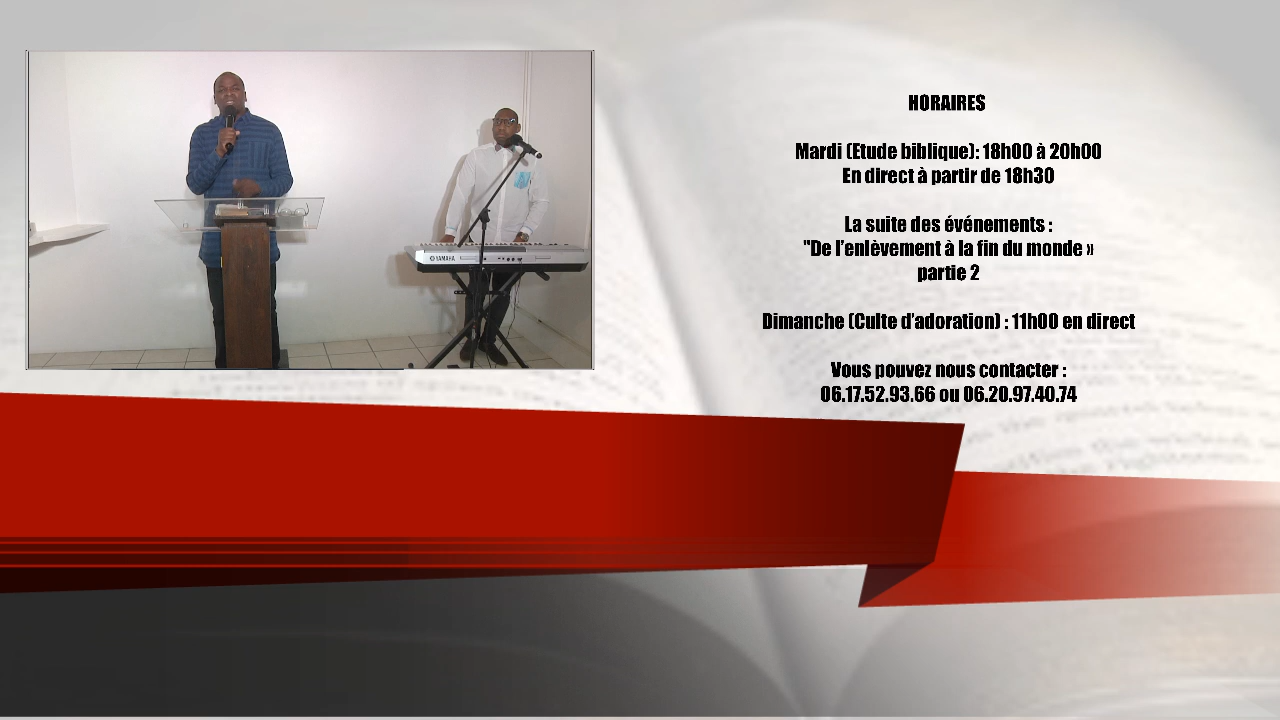 HORAIRES
Mardi (Etude biblique): 18h00 à 20h00
En direct à partir de 18h30
La suite des événements :
"De l'enlèvement à la fin du monde »
partie 2
Dimanche (Culte d'adoration) : 11h00 en direct
Vous pouvez nous contacter :
06.17.52.93.66 ou 06.20.97.40.74
YAMAHA